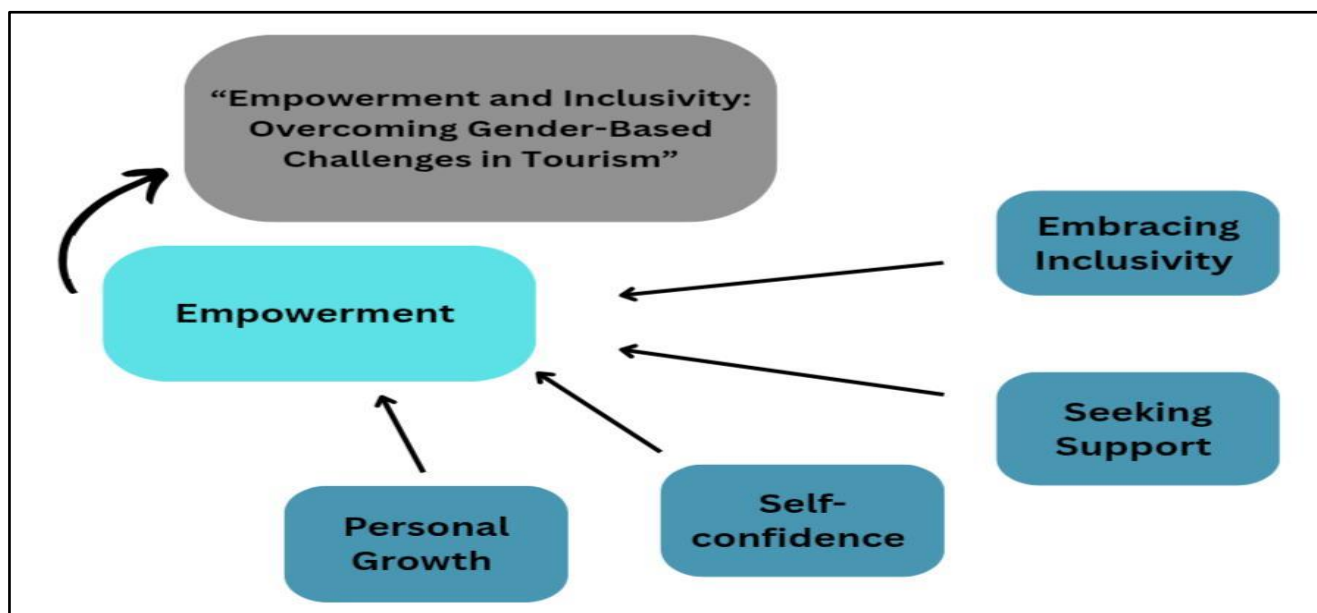 “Empowerment and Inclusivity:
Overcoming Gender-Based
Challenges in Tourism”
Embracing
Inclusivity
Empowerment
Seeking
Support
Self-
confidence
Personal
Growth